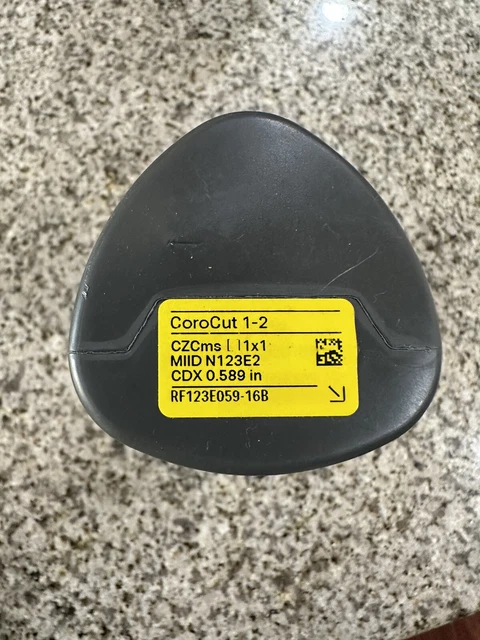 CoroCut 1-2
CZCms [ ]1x1
MIID N123E2
CDX 0.589 in
RF123E059-16B